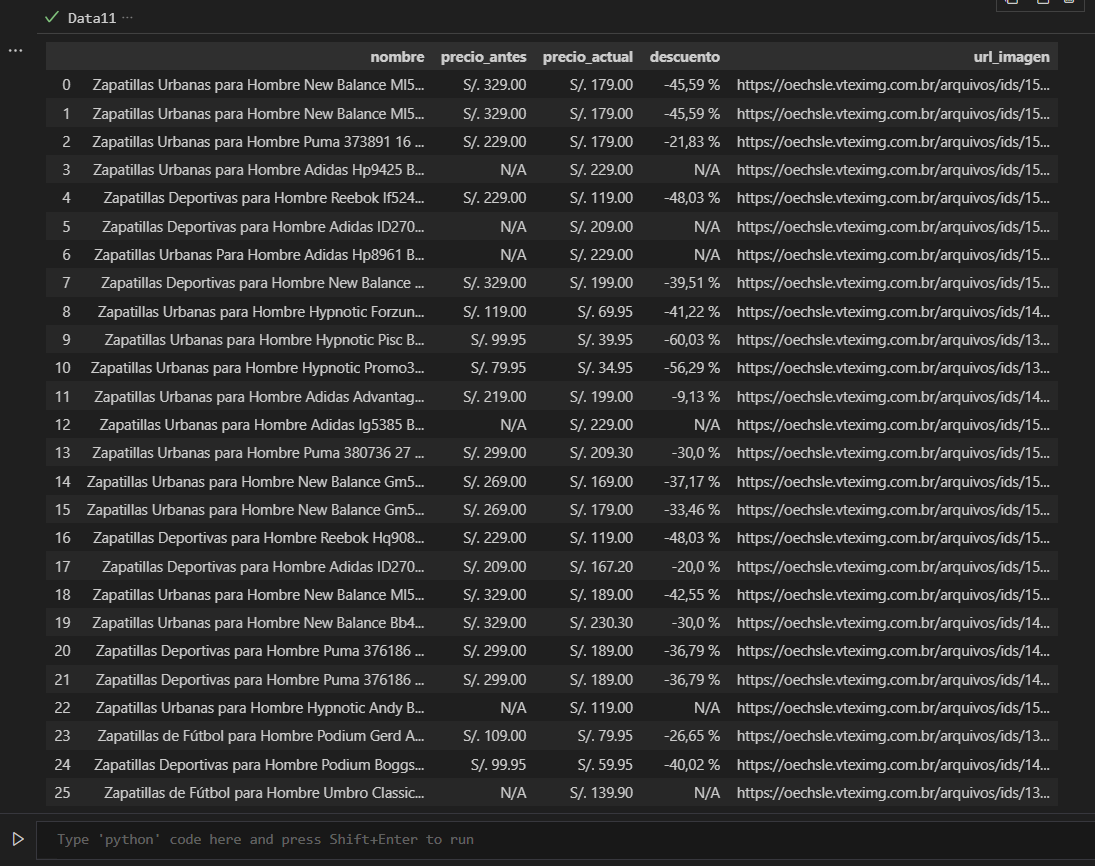 Data11 ...
...
nombre precio_antes precio_actual descuento url_imagen
0 Zapatillas Urbanas para Hombre New Balance Ml5... S/. 329.00 S/. 179.00 -45,59 % https://oechsle.vteximg.com.br/arquivos/ids/15...
1 Zapatillas Urbanas para Hombre New Balance Ml5... S/. 329.00 S/. 179.00 -45,59 % https://oechsle.vteximg.com.br/arquivos/ids/15...
2 Zapatillas Urbanas para Hombre Puma 373891 16 ... S/. 229.00 S/. 179.00 -21,83 % https://oechsle.vteximg.com.br/arquivos/ids/15...
3 Zapatillas Urbanas para Hombre Adidas Hp9425 B... N/A S/. 229.00 N/A https://oechsle.vteximg.com.br/arquivos/ids/15...
4 Zapatillas Deportivas para Hombre Reebok If524... S/. 229.00 S/. 119.00 -48,03 % https://oechsle.vteximg.com.br/arquivos/ids/15...
5 Zapatillas Deportivas para Hombre Adidas ID270... N/A S/. 209.00 N/A https://oechsle.vteximg.com.br/arquivos/ids/15...
6 Zapatillas Urbanas Para Hombre Adidas Hp8961 B... N/A S/. 229.00 N/A https://oechsle.vteximg.com.br/arquivos/ids/15...
7 Zapatillas Deportivas para Hombre New Balance ... S/. 329.00 S/. 199.00 -39,51 % https://oechsle.vteximg.com.br/arquivos/ids/15...
8 Zapatillas Urbanas para Hombre Hypnotic Forzun... S/. 119.00 S/. 69.95 -41,22 % https://oechsle.vteximg.com.br/arquivos/ids/14...
9 Zapatillas Urbanas para Hombre Hypnotic Pisc B... S/. 99.95 S/. 39.95 -60,03 % https://oechsle.vteximg.com.br/arquivos/ids/13...
10 Zapatillas Urbanas para Hombre Hypnotic Promo3... S/. 79.95 S/. 34.95 -56,29 % https://oechsle.vteximg.com.br/arquivos/ids/13...
11 Zapatillas Urbanas para Hombre Adidas Advantag... S/. 219.00 S/. 199.00 -9,13 % https://oechsle.vteximg.com.br/arquivos/ids/14...
12 Zapatillas Urbanas para Hombre Adidas Ig5385 B... N/A S/. 229.00 N/A https://oechsle.vteximg.com.br/arquivos/ids/15...
13 Zapatillas Urbanas para Hombre Puma 380736 27 ... S/. 299.00 S/. 209.30 -30,0 % https://oechsle.vteximg.com.br/arquivos/ids/15...
14 Zapatillas Urbanas para Hombre New Balance Gm5... S/. 269.00 S/. 169.00 -37,17 % https://oechsle.vteximg.com.br/arquivos/ids/15...
15 Zapatillas Urbanas para Hombre New Balance Gm5... S/. 269.00 S/. 179.00 -33,46 % https://oechsle.vteximg.com.br/arquivos/ids/15...
16 Zapatillas Deportivas para Hombre Reebok Hq908... S/. 229.00 S/. 119.00 -48,03 % https://oechsle.vteximg.com.br/arquivos/ids/15...
17 Zapatillas Deportivas para Hombre Adidas ID270... S/. 209.00 S/. 167.20 -20,0 % https://oechsle.vteximg.com.br/arquivos/ids/15...
18 Zapatillas Urbanas para Hombre New Balance Ml5... S/. 329.00 S/. 189.00 -42,55 % https://oechsle.vteximg.com.br/arquivos/ids/15...
19 Zapatillas Urbanas para Hombre New Balance Bb4... S/. 329.00 S/. 230.30 -30,0 % https://oechsle.vteximg.com.br/arquivos/ids/14...
20 Zapatillas Deportivas para Hombre Puma 376186 ... S/. 299.00 S/. 189.00 -36,79 % https://oechsle.vteximg.com.br/arquivos/ids/14...
21 Zapatillas Deportivas para Hombre Puma 376186 ... S/. 299.00 S/. 189.00 -36,79 % https://oechsle.vteximg.com.br/arquivos/ids/14...
22 Zapatillas Urbanas para Hombre Hypnotic Andy B... N/A S/. 119.00 N/A https://oechsle.vteximg.com.br/arquivos/ids/15...
23 Zapatillas de Fútbol para Hombre Podium Gerd A... S/. 109.00 S/. 79.95 -26,65 % https://oechsle.vteximg.com.br/arquivos/ids/13...
24 Zapatillas Deportivas para Hombre Podium Boggs... S/. 99.95 S/. 59.95 -40,02 % https://oechsle.vteximg.com.br/arquivos/ids/14...
25 Zapatillas de Fútbol para Hombre Umbro Classic... N/A S/. 139.90 N/A https://oechsle.vteximg.com.br/arquivos/ids/13...
Type 'python' code here and press Shift+Enter to run